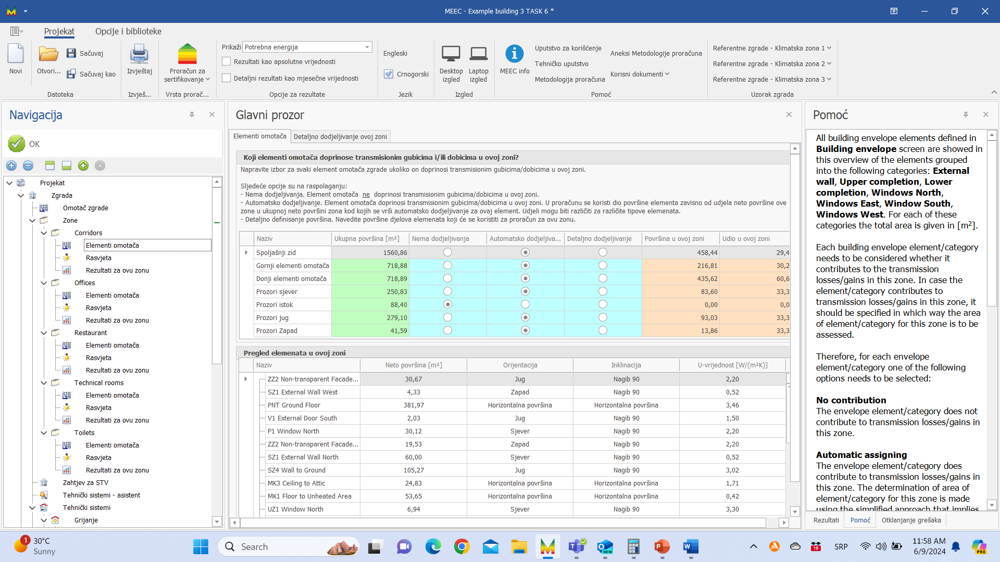 MEEC - Example building 3 TASK 6 *
Projekat
Opcije i biblioteke
Novi
Otvori...
Sačuvaj
Sačuvaj kao
Datoteka
Izvještaj
Izvješ...
Proračun za
sertifikovanje
Vrsta prorač...
Prikaži Potrebna energija
Rezultati kao apsolutne vrijednosti
Detaljni rezultati kao mjesečne vrijednosti
Opcije za rezultate
Engleski
Crnogorski
Jezik
Desktop
izgled
Laptop
izgled
Izgled
MEEC info
Uputstvo za korišćenje
Tehničko uputstvo
Metodologija proračuna
Aneksi Metodologije proračuna
Korisni dokumenti
Pomoć
Referentne zgrade - Klimatska zona 1
Referentne zgrade - Klimatska zona 2
Referentne zgrade - Klimatska zona 3
Uzorak zgrada
Navigacija
OK
Projekat
Zgrada
Omotač zgrade
Zone
Corridors
Elementi omotača
Rasvjeta
Rezultati za ovu zonu
Offices
Elementi omotača
Rasvjeta
Rezultati za ovu zonu
Restaurant
Elementi omotača
Rasvjeta
Rezultati za ovu zonu
Technical rooms
Elementi omotača
Rasvjeta
Rezultati za ovu zonu
Toilets
Elementi omotača
Rasvjeta
Rezultati za ovu zonu
Zahtjev za STV
Tehnički sistemi - asistent
Tehnički sistemi
Grijanje
Glavni prozor
Elementi omotača
Detaljno dodjeljivanje ovoj zoni
Koji elementi omotača doprinose transmisionim gubicima i/ili dobicima u ovoj zoni?
Napravite izbor za svaki element omotača zgrade ukoliko on doprinosi transmisionim gubicima/dobicima u ovoj zoni.
Sljedeće opcije su na raspolaganju:
- Nema dodjeljivanja. Element omotača ne doprinosi transmisionim gubicima/dobicima u ovoj zoni.
- Automatsko dodjeljivanje. Element omotača doprinosi transmisionim gubicima/dobicima u ovoj zoni. U proračunu se koristi dio površine elementa zavisno od udjela neto površine ove
zone u ukupnoj neto površini zona kod kojih se vrši automatsko dodjeljivanje za ovaj element. Udjeli mogu biti različiti za različite tipove elemenata.
- Detaljno definisanje površina. Navedite površine djelova elemenata koji će se koristiti za proračun za ovu zonu.
Naziv Ukupna površina [m²] Nema dodjeljivanja Automatsko dodjeljiva... Detaljno dodjeljivanje Površina u ovoj zoni Udio u ovoj zoni
Spoljašnji zid 1560,86 458,44 29,4
Gornji elementi omotača 718,88 216,81 30,2
Donji elementi omotača 718,89 435,62 60,6
Prozori sjever 250,83 83,60 33,3
Prozori istok 88,40 0,00 0,0
Prozori jug 279,10 93,03 33,3
Prozori Zapad 41,59 13,86 33,3
Pregled elemenata u ovoj zoni
Naziv Neto površina [m²] Orijentacija Inklinacija U-vrijednost [W/(m²K)]
ZZ2 Non-transparent Facade... 30,67 Jug Nagib 90 2,20
SZ1 External Wall West 4,33 Zapad Nagib 90 0,52
PNT Ground Floor 381,97 Horizontalna površina Horizontalna površina 3,46
V1 External Door South 2,03 Jug Nagib 90 1,50
P1 Window North 30,12 Sjever Nagib 90 2,20
ZZ2 Non-transparent Facade... 19,53 Zapad Nagib 90 2,20
SZ1 External Wall North 60,00 Sjever Nagib 90 0,52
SZ4 Wall to Ground 105,27 Jug Nagib 90 3,02
MK3 Ceiling to Attic 24,83 Horizontalna površina Horizontalna površina 1,71
MK1 Floor to Unheated Area 53,65 Horizontalna površina Horizontalna površina 0,42
UZ1 Window North 6,94 Sjever Nagib 90 3,30
Pomoć
All building envelope elements defined in
Building envelope screen are showed in
this overview of the elements grouped
into the following categories: External
wall, Upper completion, Lower
completion, Windows North,
Windows East, Window South,
Windows West. For each of these
categories the total area is given in [m²].
Each building envelope element/category
needs to be considered whether it
contributes to the transmission
losses/gains in this zone. In case the
element/category contributes to
transmission losses/gains in this zone, it
should be specified in which way the area
of element/category for this zone is to be
assessed.
Therefore, for each envelope
element/category one of the following
options needs to be selected:
No contribution
The envelope element/category does not
contribute to transmission losses/gains in
this zone.
Automatic assigning
The envelope element/category does
contribute to transmission losses/gains in
this zone. The determination of area of
element/category for this zone is made
using the simplified approach that implies
Rezultati
Pomoć
Otklanjanje grešaka
1
30°C
Sunny
Search
NEW
10
SRP
11:58 AM
6/9/2024
PRE